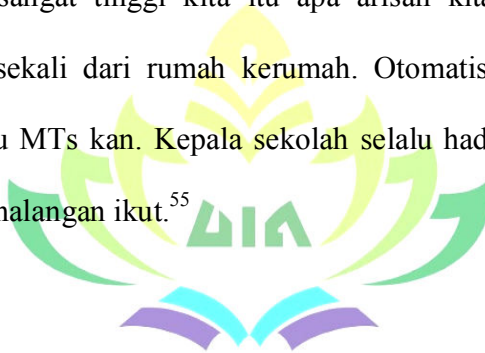 sangat tinggi kita itu apa arisan kita
sekali dari rumah kerumah. Otomatis
u MTs kan. Kepala sekolah selalu had
halangan ikut.⁵⁵
UIN